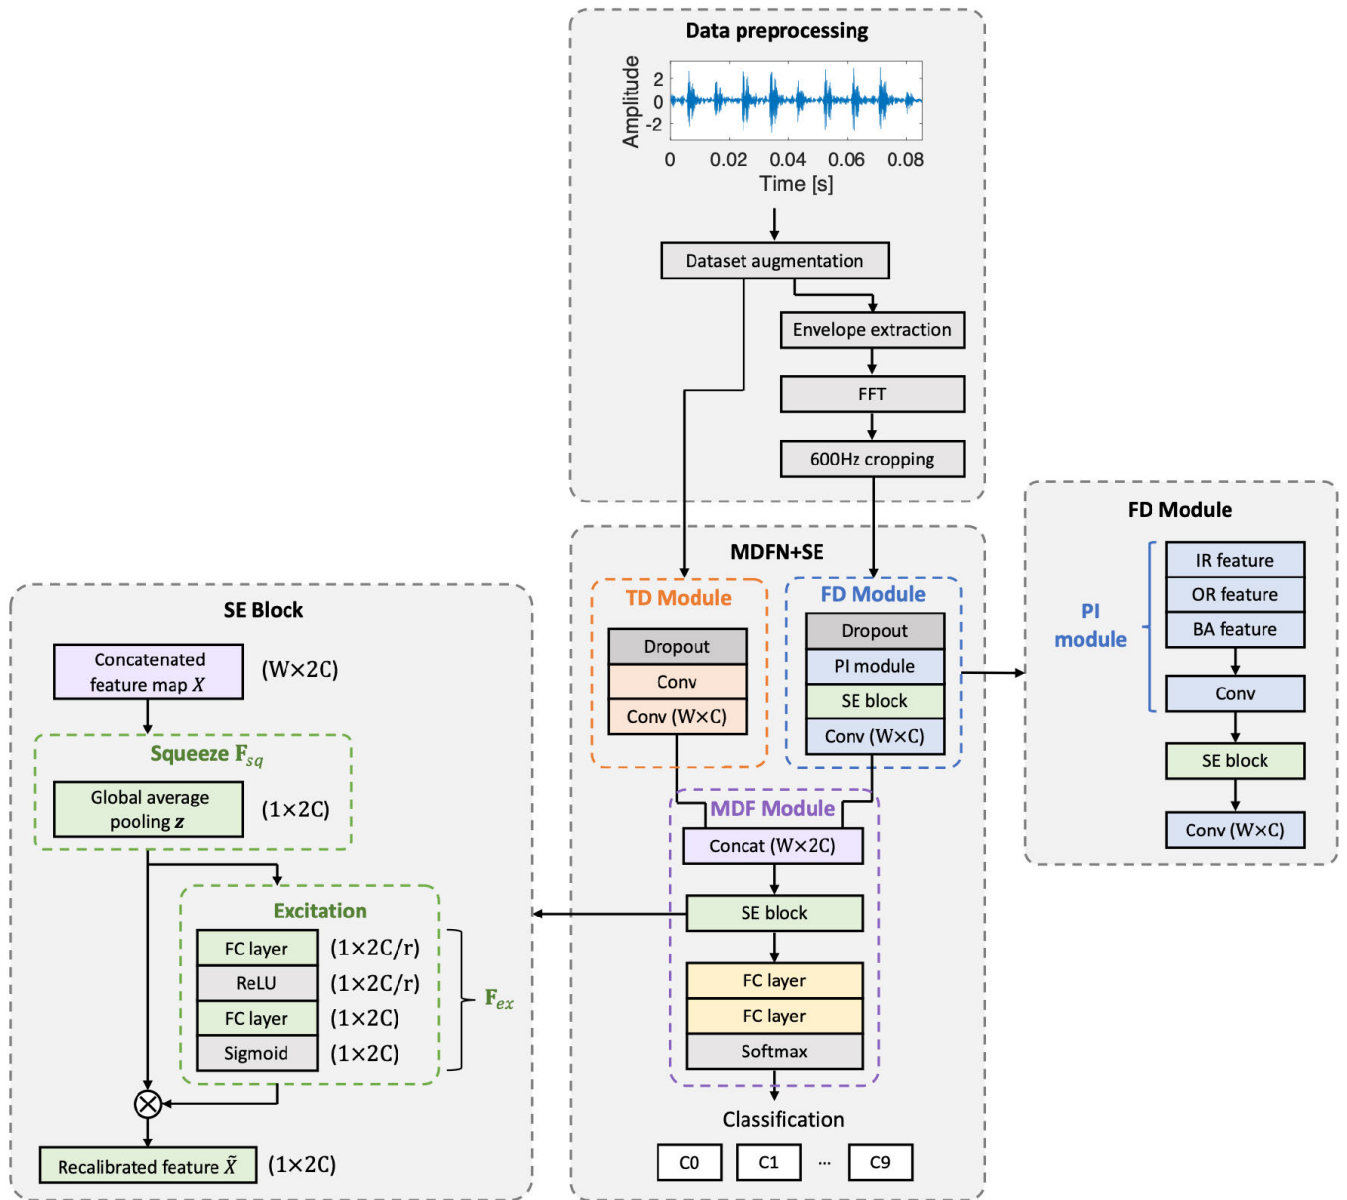 Data preprocessing
Amplitude
2
0
-2
0 0.02 0.04 0.06 0.08
Time [s]
Dataset augmentation
Envelope extraction
FFT
600Hz cropping
MDFN+SE
TD Module
Dropout
Conv
Conv (W×C)
FD Module
Dropout
PI module
SE block
Conv (W×C)
MDF Module
Concat (W×2C)
SE block
FC layer
FC layer
Softmax
Classification
C0 C1 ... C9
FD Module
PI
module
IR feature
OR feature
BA feature
Conv
SE block
Conv (W×C)
SE Block
Concatenated
feature map X (W×2C)
Squeeze F_sq
Global average
pooling z (1×2C)
Excitation
FC layer (1×2C/r)
ReLU (1×2C/r)
FC layer (1×2C)
Sigmoid (1×2C)
F_ex
⊗
Recalibrated feature X̃ (1×2C)